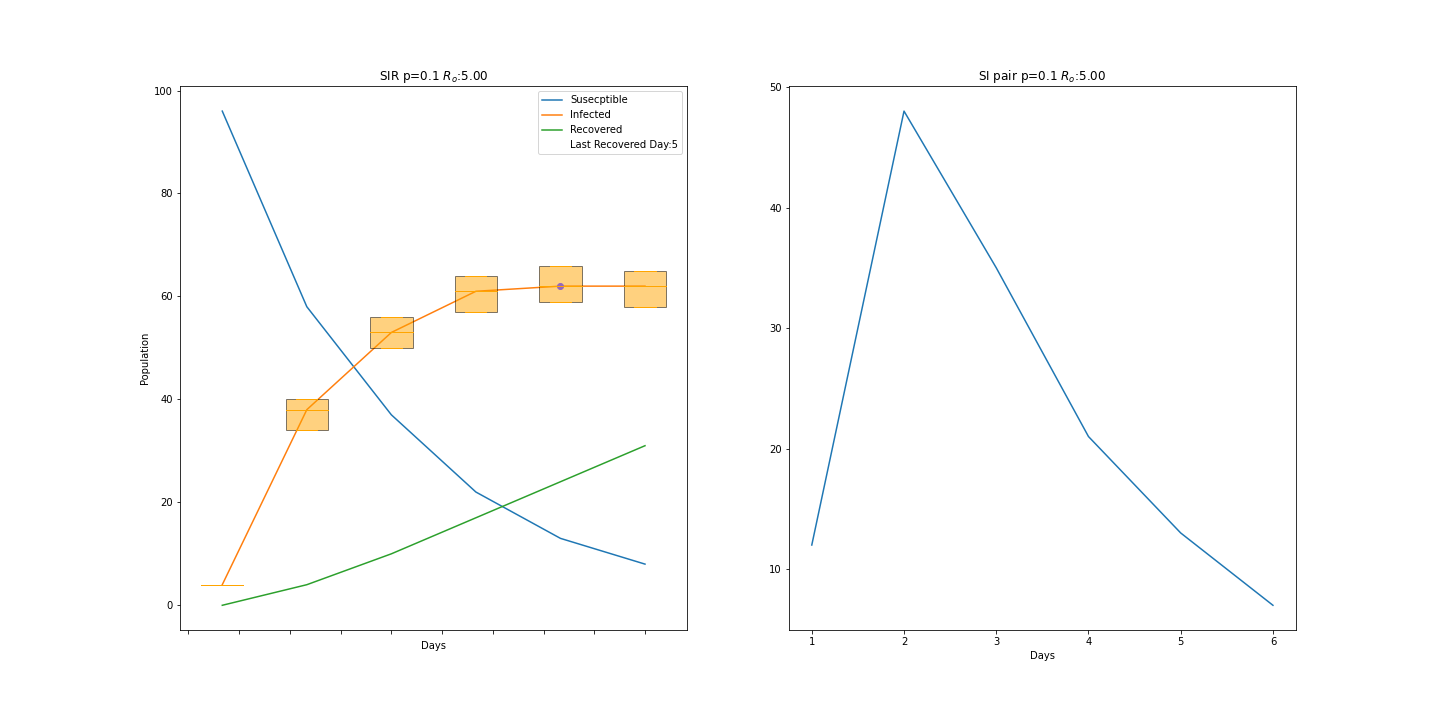 SIR p=0.1 $R_o$:5.00
100
80
60
40
20
0
Population
Days
Susecptible
Infected
Recovered
Last Recovered Day:5
SI pair p=0.1 $R_o$:5.00
50
40
30
20
10
1 2 3 4 5 6
Days